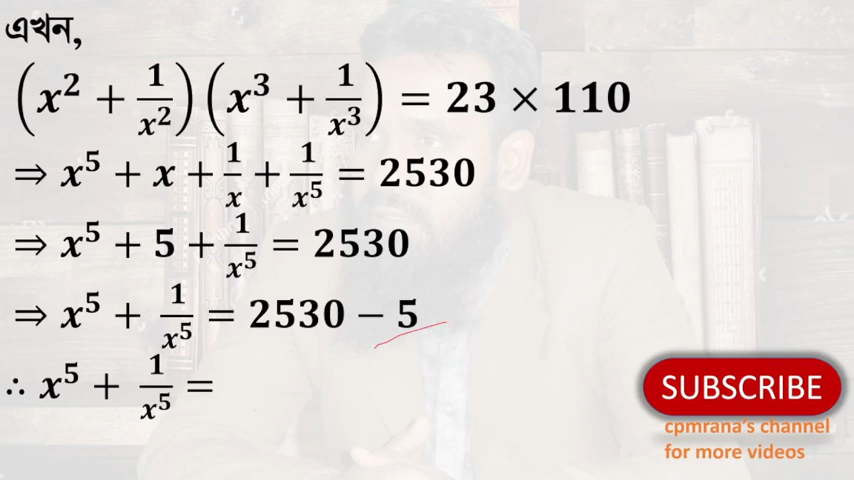 এখন,
(x² + 1/x²)(x³ + 1/x³) = 23 × 110
⇒ x⁵ + x + 1/x + 1/x⁵ = 2530
⇒ x⁵ + 5 + 1/x⁵ = 2530
⇒ x⁵ + 1/x⁵ = 2530 − 5
∴ x⁵ + 1/x⁵ =
SUBSCRIBE
cpmrana's channel
for more videos